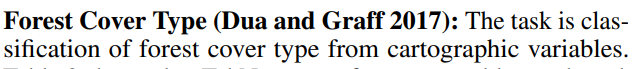 Forest Cover Type (Dua and Graff 2017): The task is clas-
sification of forest cover type from cartographic variables.